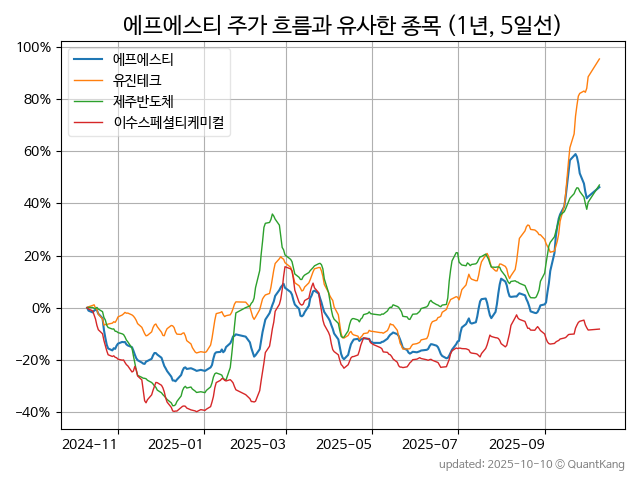 에프에스티 주가 흐름과 유사한 종목 (1년, 5일선)
에프에스티
유진테크
제주반도체
이수스페셜티케미컬
100%
80%
60%
40%
20%
0%
−20%
−40%
2024-11 2025-01 2025-03 2025-05 2025-07 2025-09
updated: 2025-10-10 © QuantKang